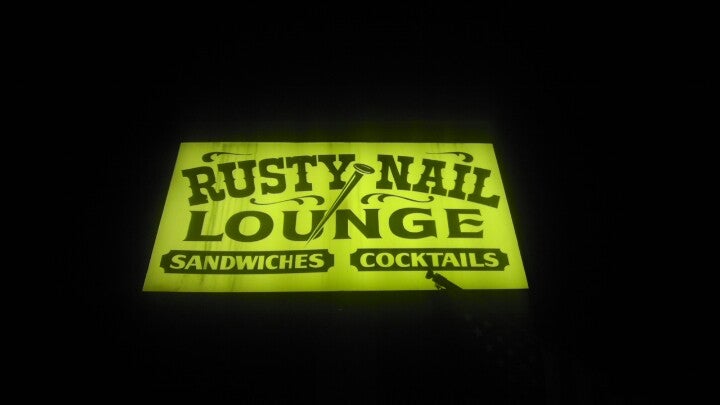 RUSTY NAIL
LOUNGE
SANDWICHES COCKTAILS